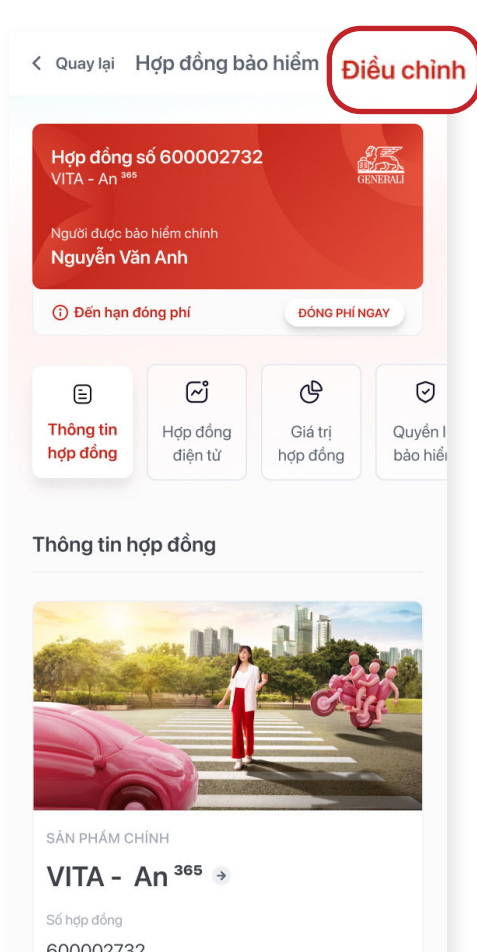 Quay lại Hợp đồng bảo hiểm Điều chỉnh
Hợp đồng số 600002732
VITA - An 365
GENERALI
Người được bảo hiểm chính
Nguyễn Văn Anh
Đến hạn đóng phí ĐÓNG PHÍ NGAY
Thông tin hợp đồng
Hợp đồng điện tử
Giá trị hợp đồng
Quyền l
bảo hiể
Thông tin hợp đồng
SẢN PHẨM CHÍNH
VITA - An 365
Số hợp đồng
600002732